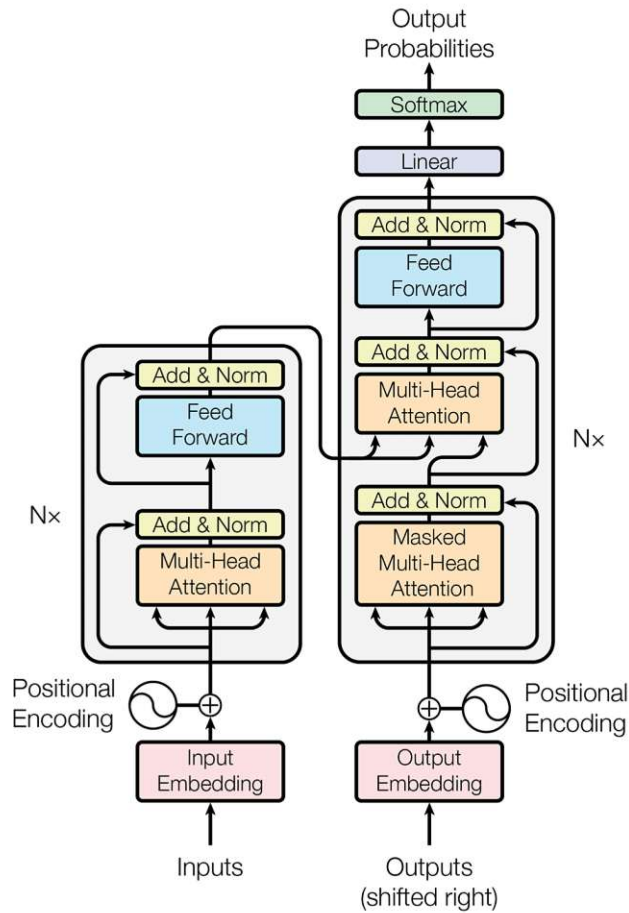 Output
Probabilities
Softmax
Linear
Add & Norm
Feed
Forward
Add & Norm
Multi-Head
Attention
Add & Norm
Masked
Multi-Head
Attention
N×
Add & Norm
Feed
Forward
N×
Add & Norm
Multi-Head
Attention
Positional
Encoding
Positional
Encoding
Input
Embedding
Output
Embedding
Inputs
Outputs
(shifted right)